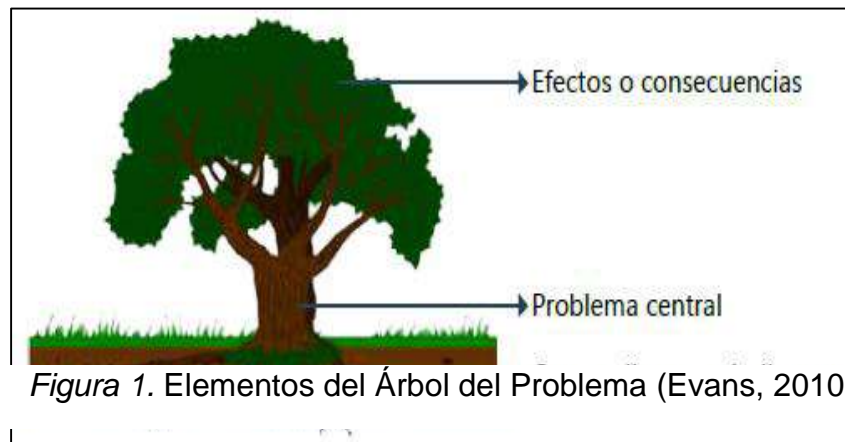 Efectos o consecuencias
Problema central
Figura 1. Elementos del Árbol del Problema (Evans, 2010